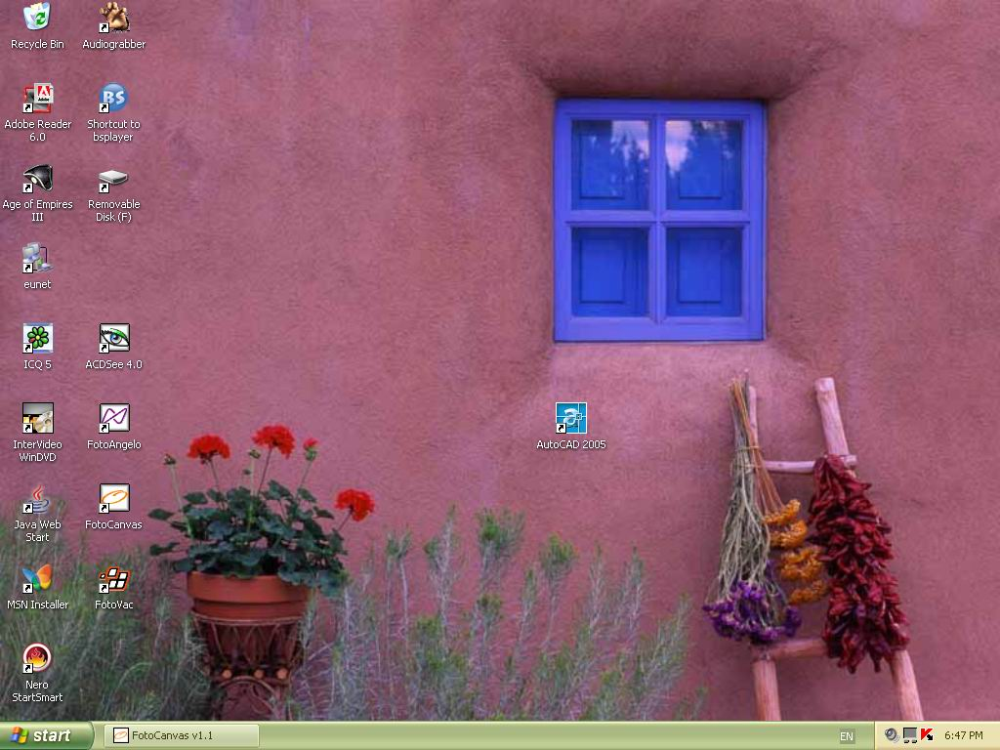 Recycle Bin
Audiograbber
Adobe Reader
6.0
Adobe
BS
Shortcut to
bsplayer
Age of Empires
III
Removable
Disk (F)
eunet
ICQ 5
ACDSee 4.0
InterVideo
WinDVD
FotoAngelo
AutoCAD 2005
Java Web
Start
FotoCanvas
MSN Installer
FotoVac
Nero
StartSmart
start
FotoCanvas v1.1
EN
6:47 PM